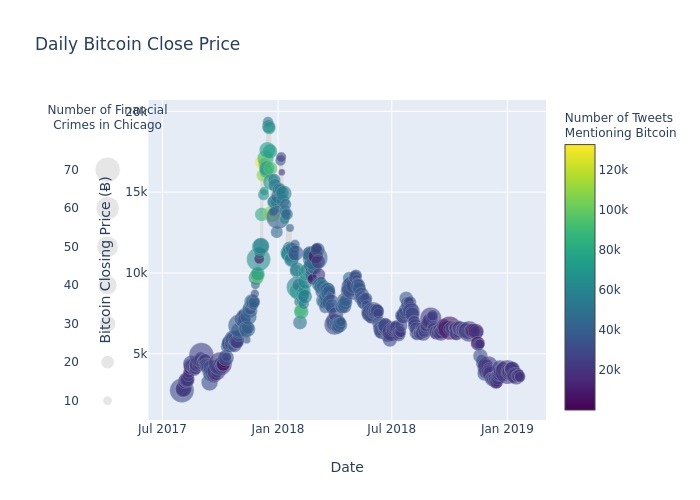 Daily Bitcoin Close Price
Number of Financial
Crimes in Chicago
70
60
50
40
30
20
10
Bitcoin Closing Price (Ƀ)
20k
15k
10k
5k
Jul 2017
Jan 2018
Jul 2018
Jan 2019
Date
Number of Tweets
Mentioning Bitcoin
120k
100k
80k
60k
40k
20k